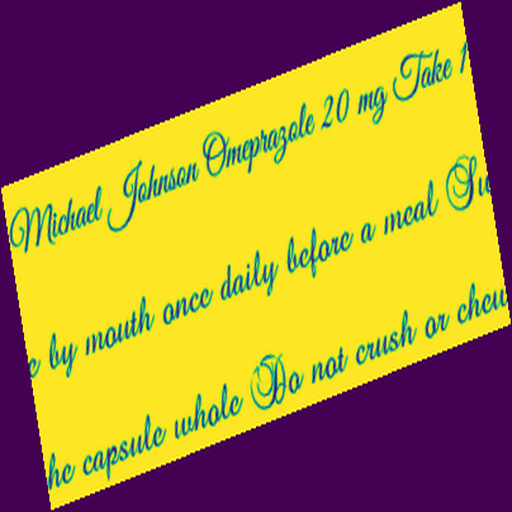 Michael Johnson Omeprazole 20 mg Take 1
by mouth once daily before a meal
capsule whole Do not crush or chew